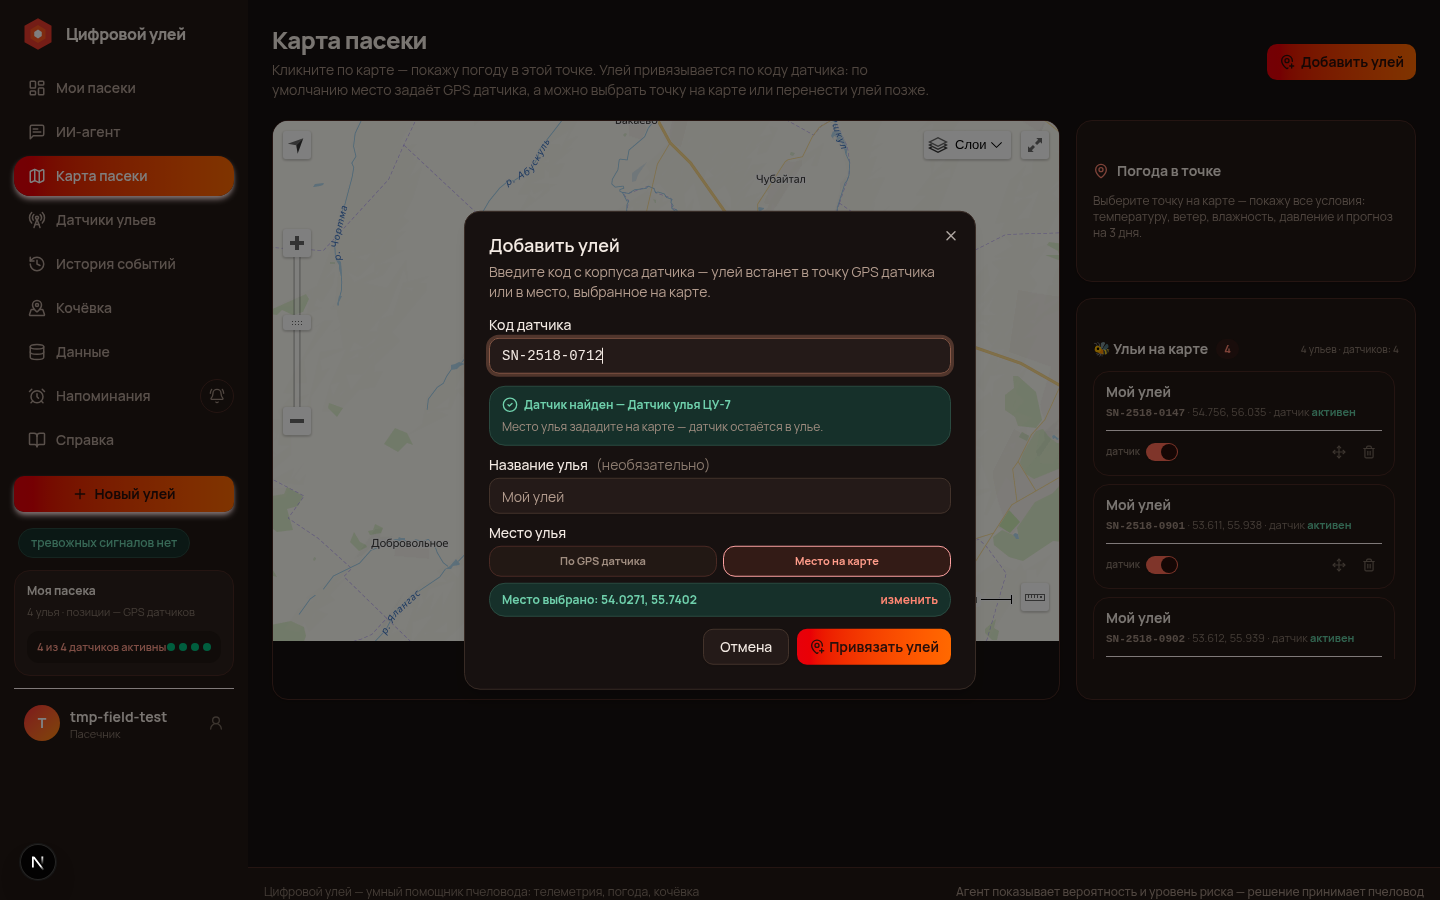 Цифровой улей
Мои пасеки
ИИ-агент
Карта пасеки
Датчики ульев
История событий
Кочёвка
Данные
Напоминания
Справка
+ Новый улей
тревожных сигналов нет
Моя пасека
4 улья · позиции — GPS датчиков
4 из 4 датчиков активны
T
tmp-field-test
Пасечник
N
Карта пасеки
Кликните по карте — покажу погоду в этой точке. Улей привязывается по коду датчика: по
умолчанию место задаёт GPS датчика, а можно выбрать точку на карте или перенести улей позже.
Добавить улей
р. Абускуль
Чубайтал
р. Чортма
Добровольное
р. Ялангас
Слои
Добавить улей
Введите код с корпуса датчика — улей встанет в точку GPS датчика
или в место, выбранное на карте.
Код датчика
SN-2518-0712
Датчик найден — Датчик улья ЦУ-7
Место улья зададите на карте — датчик остаётся в улье.
Название улья (необязательно)
Мой улей
Место улья
По GPS датчика
Место на карте
Место выбрано: 54.0271, 55.7402
изменить
Отмена
Привязать улей
Погода в точке
Выберите точку на карте — покажу все условия:
температуру, ветер, влажность, давление и прогноз
на 3 дня.
Ульи на карте 4
4 ульев · датчиков: 4
Мой улей
SN-2518-0147 · 54.756, 56.035 · датчик активен
датчик
Мой улей
SN-2518-0901 · 53.611, 55.938 · датчик активен
датчик
Мой улей
SN-2518-0902 · 53.612, 55.939 · датчик активен
Цифровой улей — умный помощник пчеловода: телеметрия, погода, кочёвка
Агент показывает вероятность и уровень риска — решение принимает пчеловод